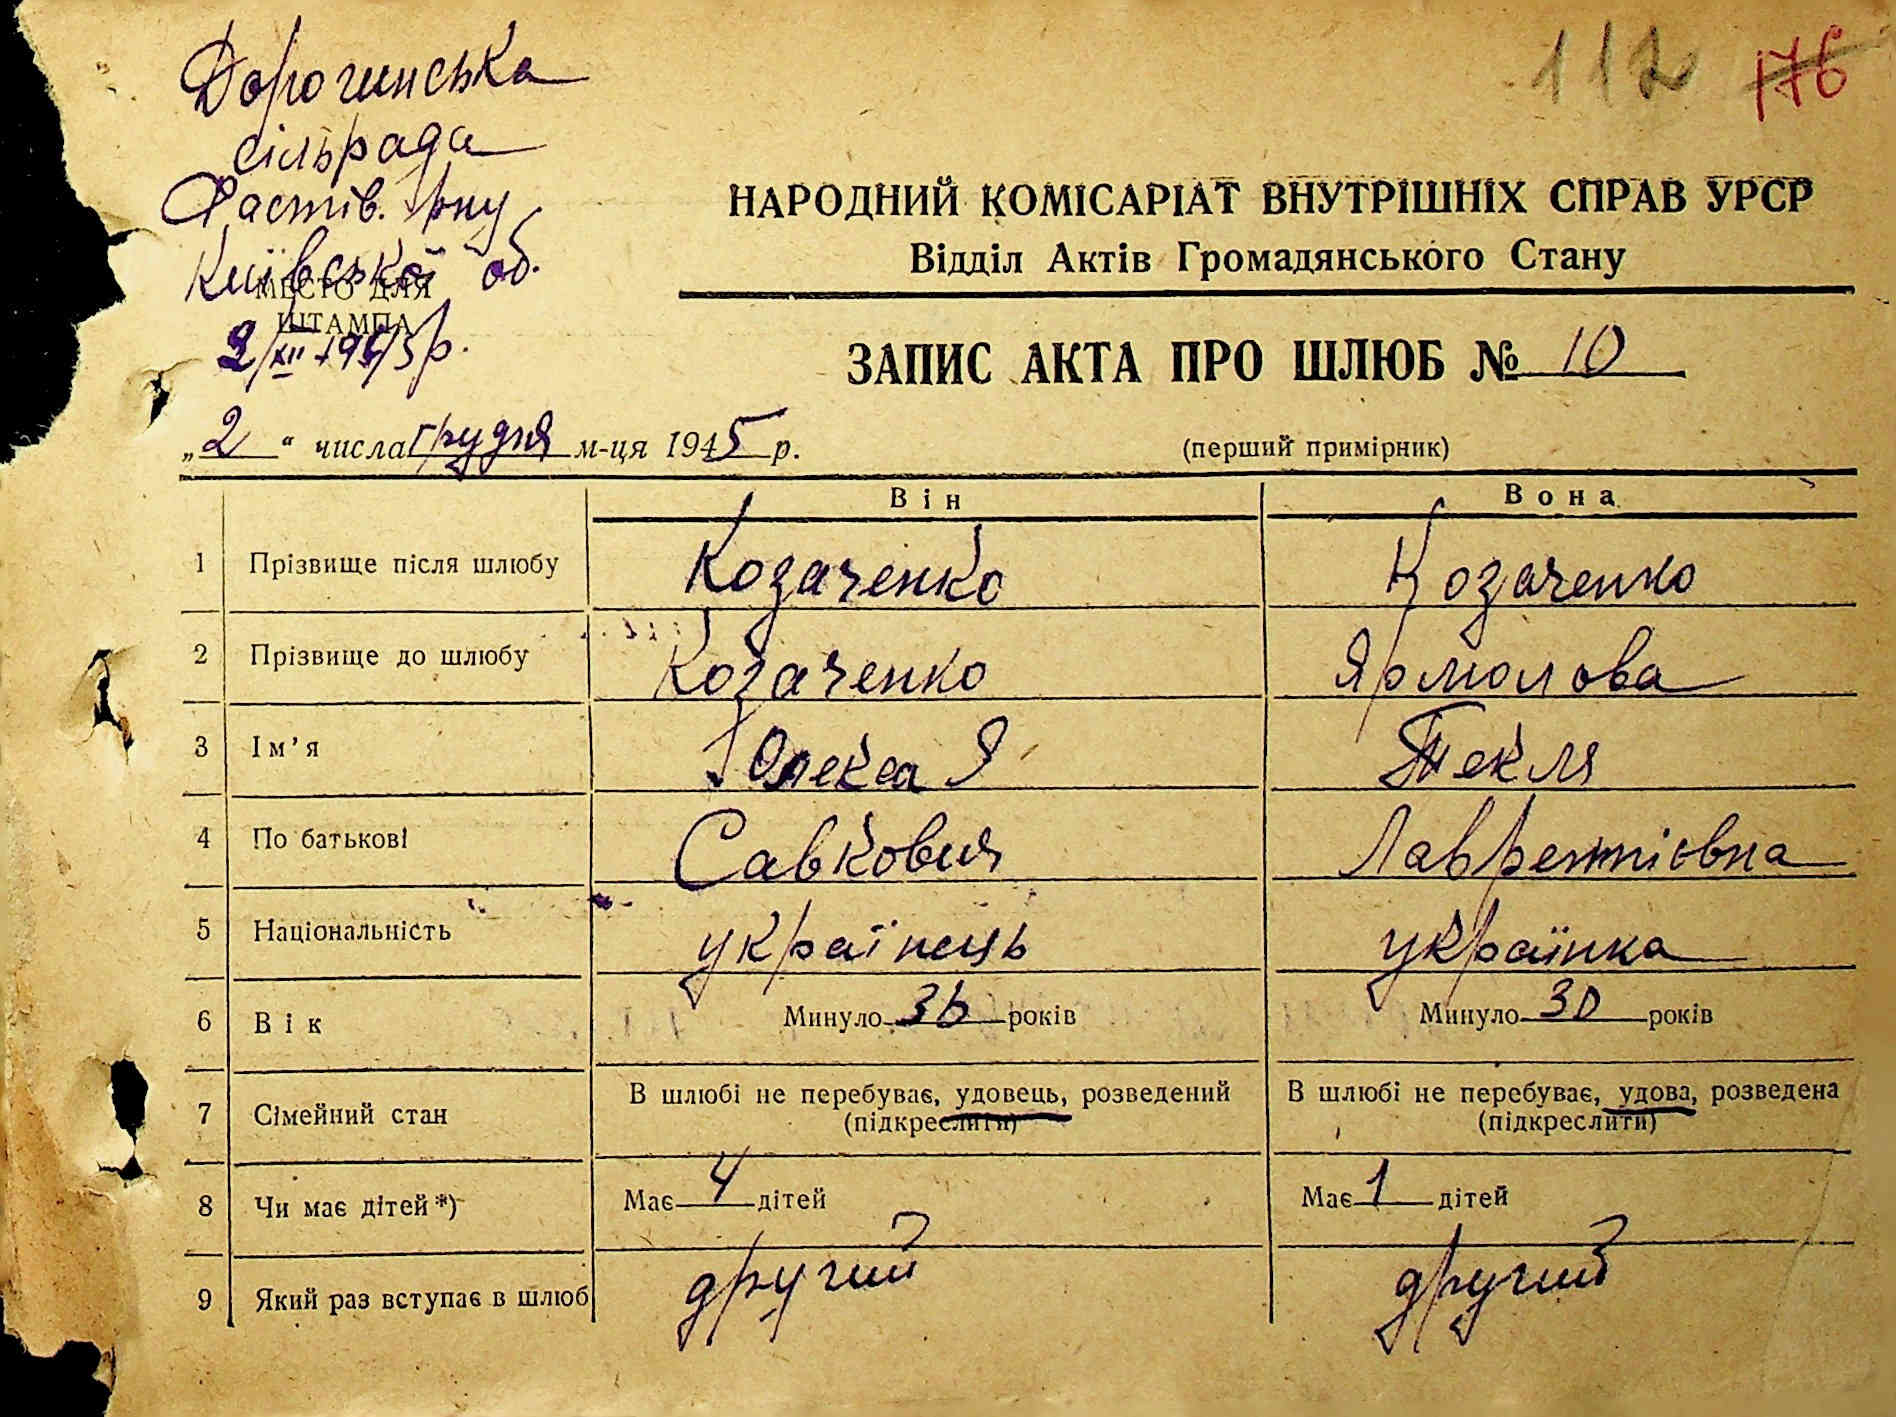 Дорогинська
сільрада
Фастів. р-ну
Київської об.
МЕСТО ДЛЯ
ШТАМПА
2/XII-1945 р.
112 176
НАРОДНИЙ КОМІСАРІАТ ВНУТРІШНІХ СПРАВ УРСР
Відділ Актів Громадянського Стану
ЗАПИС АКТА ПРО ШЛЮБ № 10
„2“ числа грудня м-ця 1945 р.
(перший примірник)
Він Вона
1 Прізвище після шлюбу Козаченко Козаченко
2 Прізвище до шлюбу Козаченко Ярмолова
3 Ім’я Олекса Текля
4 По батькові Савкович Лаврентіовна
5 Національність українець українка
6 Вік Минуло 36 років Минуло 30 років
7 Сімейний стан В шлюбі не перебуває, удовець, розведений В шлюбі не перебуває, удова, розведена
(підкреслити) (підкреслити)
8 Чи має дітей*) Має 4 дітей Має 1 дітей
9 Який раз вступає в шлюб другий другий